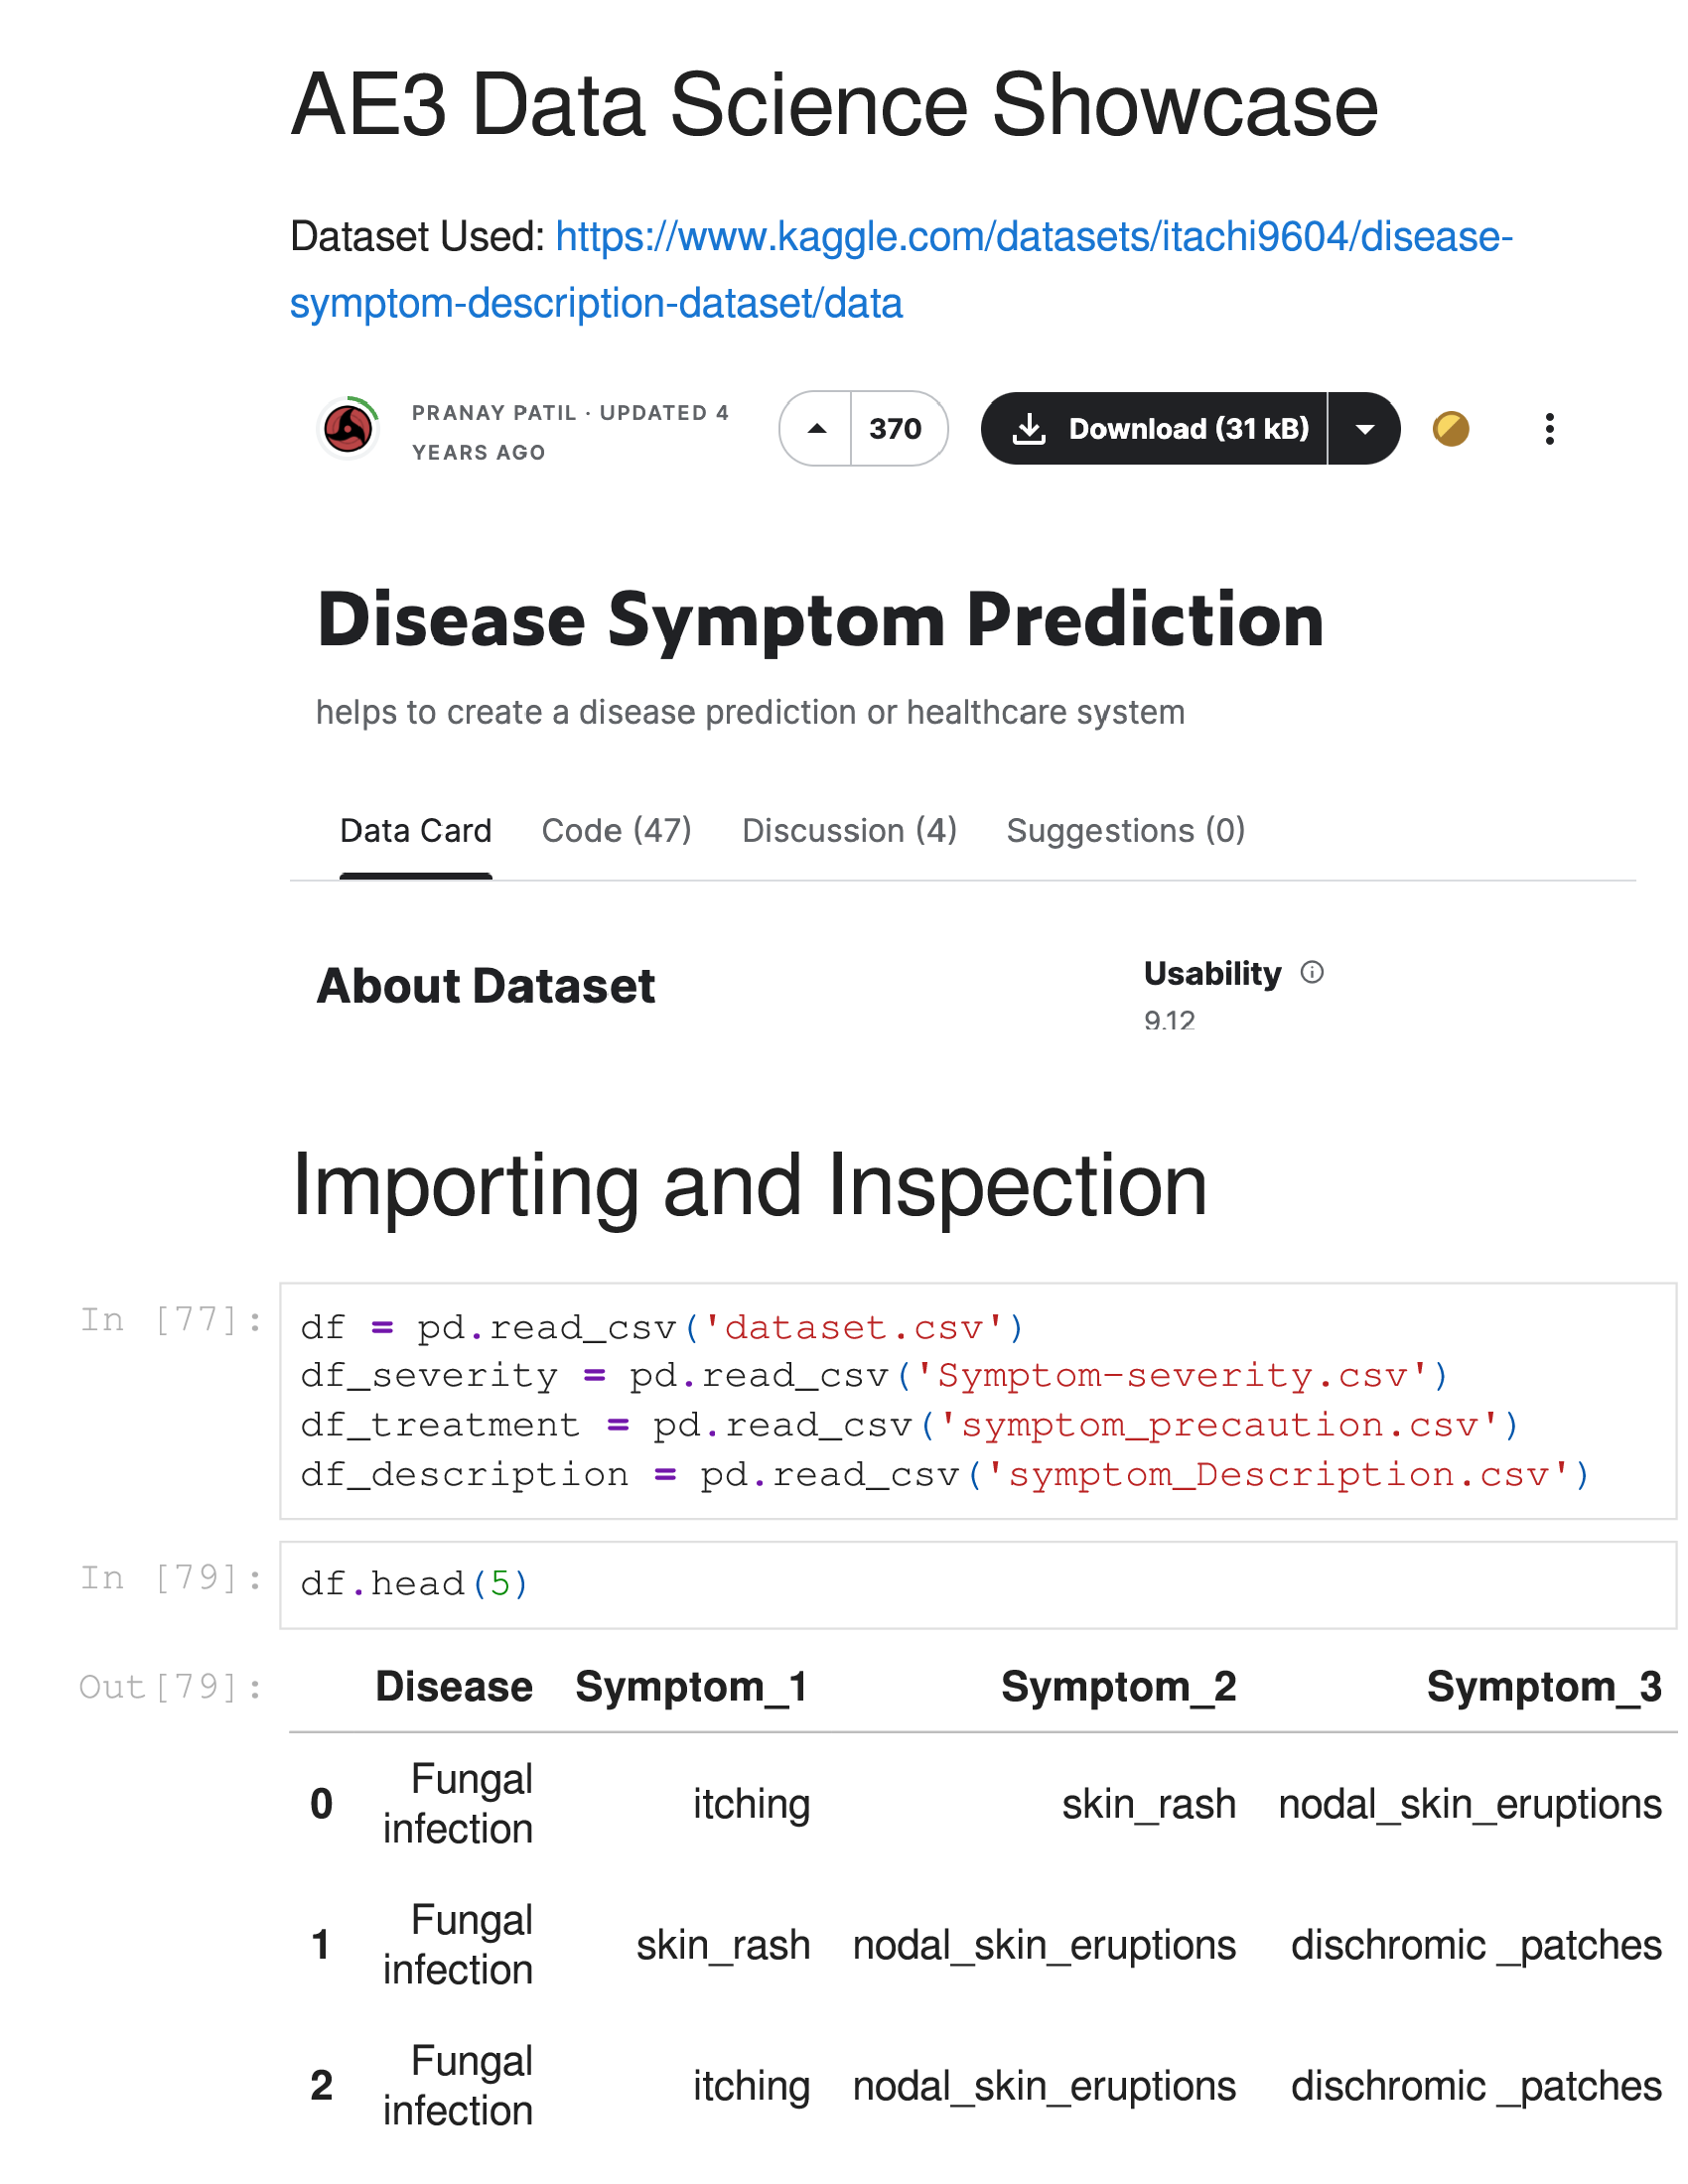 AE3 Data Science Showcase
Dataset Used: https://www.kaggle.com/datasets/itachi9604/disease-
symptom-description-dataset/data
PRANAY PATIL · UPDATED 4
YEARS AGO
370
Download (31 kB)
Disease Symptom Prediction
helps to create a disease prediction or healthcare system
Data Card Code (47) Discussion (4) Suggestions (0)
About Dataset
Usability
9.12
Importing and Inspection
In [77]:
df = pd.read_csv('dataset.csv')
df_severity = pd.read_csv('Symptom-severity.csv')
df_treatment = pd.read_csv('symptom_precaution.csv')
df_description = pd.read_csv('symptom_Description.csv')
In [79]:
df.head(5)
Out[79]:
Disease Symptom_1 Symptom_2 Symptom_3
0 Fungal infection itching skin_rash nodal_skin_eruptions
1 Fungal infection skin_rash nodal_skin_eruptions dischromic _patches
2 Fungal infection itching nodal_skin_eruptions dischromic _patches